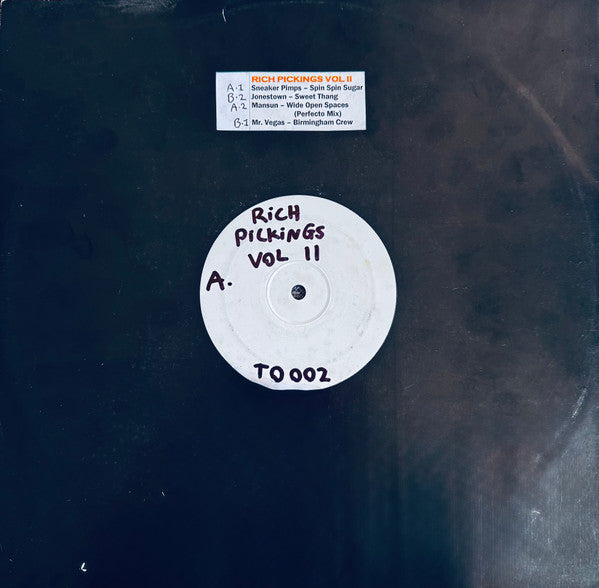 RICH PICKINGS VOL II
A.1 Sneaker Pimps – Spin Spin Sugar
B.2 Jonestown – Sweet Thang
A.2 Mansun – Wide Open Spaces
(Perfecto Mix)
B.1 Mr. Vegas – Birmingham Crew
RiCH
PiCKiNGS
VOL II
A.
TO 002